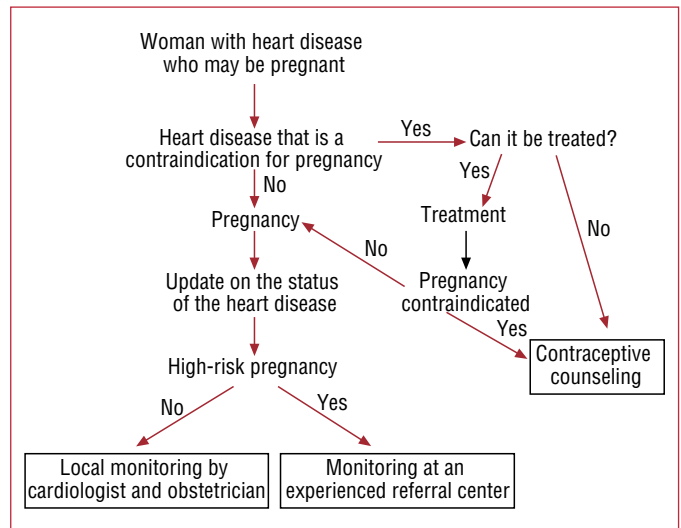 Woman with heart disease
who may be pregnant
Heart disease that is a
contraindication for pregnancy
Yes
Can it be treated?
No
Yes
Pregnancy
Treatment
No
No
Update on the status
of the heart disease
Pregnancy
contraindicated
Yes
High-risk pregnancy
Contraceptive
counseling
No
Yes
Local monitoring by
cardiologist and obstetrician
Monitoring at an
experienced referral center